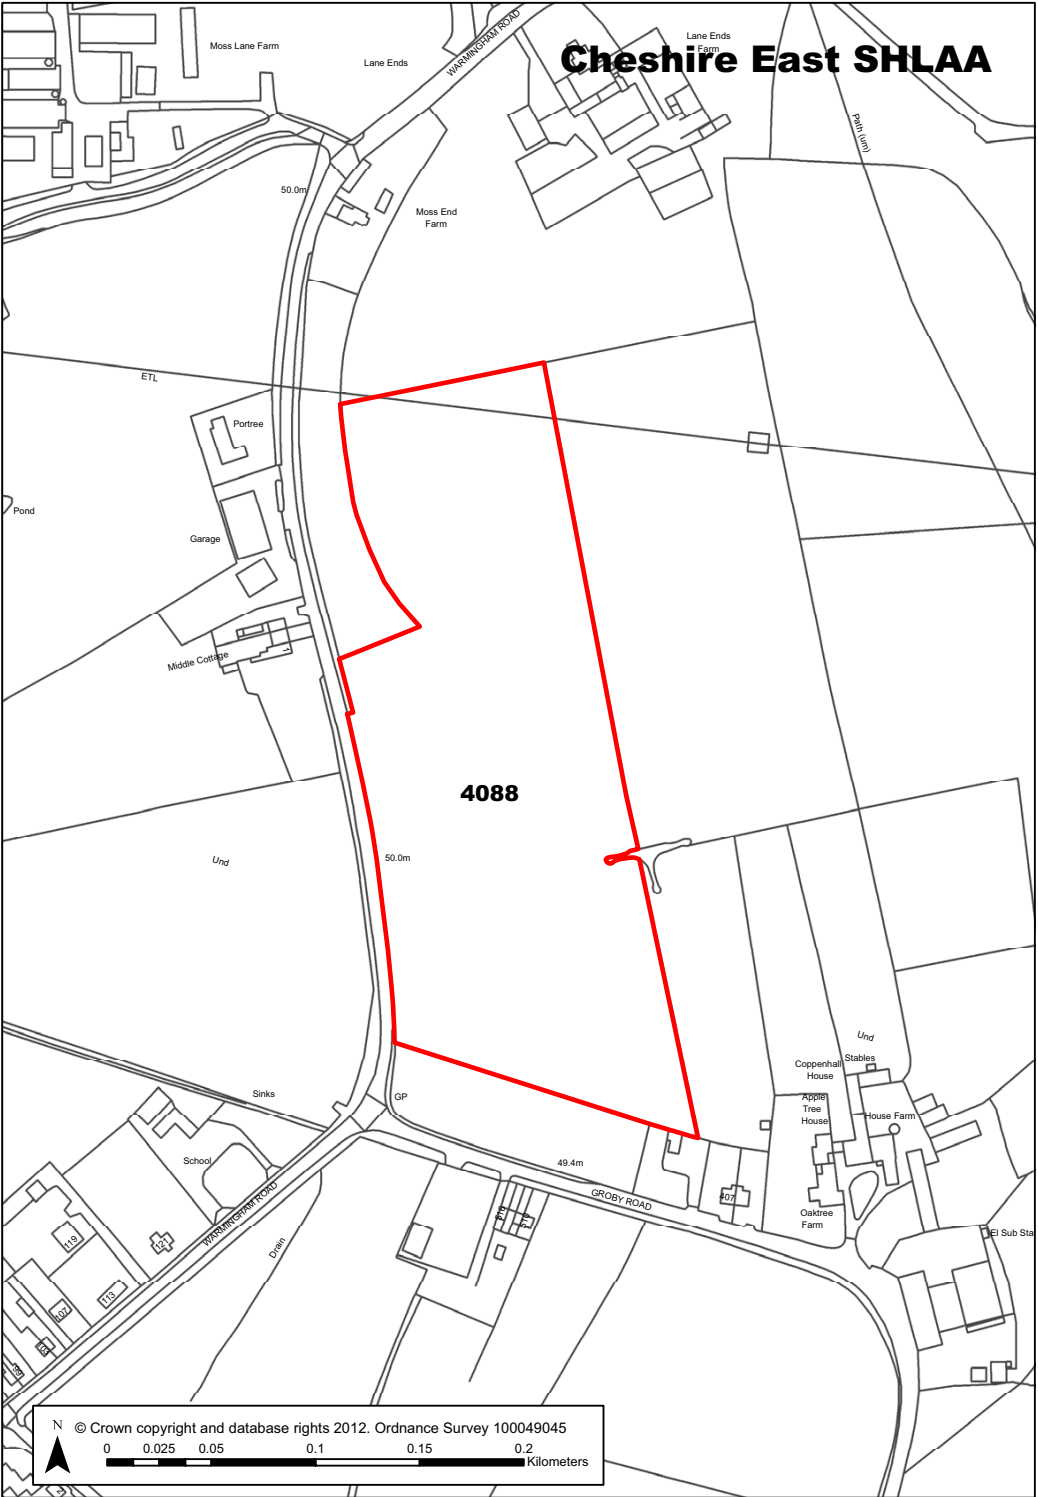 Cheshire East SHLAA
Moss Lane Farm
Lane Ends
WARMINGHAM ROAD
Lane Ends
Farm
Path (um)
50.0m
Moss End
Farm
ETL
Portree
Pond
Garage
Middle Cottage
1
4088
50.0m
Und
Und
Coppenhall
House
Stables
Apple
Tree
House
House Farm
Sinks
GP
School
49.4m
GROBY ROAD
407
Oaktree
Farm
El Sub Sta
WARMINGHAM ROAD
Drain
119
121
113
107
103
99
N
© Crown copyright and database rights 2012. Ordnance Survey 100049045
0 0.025 0.05 0.1 0.15 0.2
Kilometers